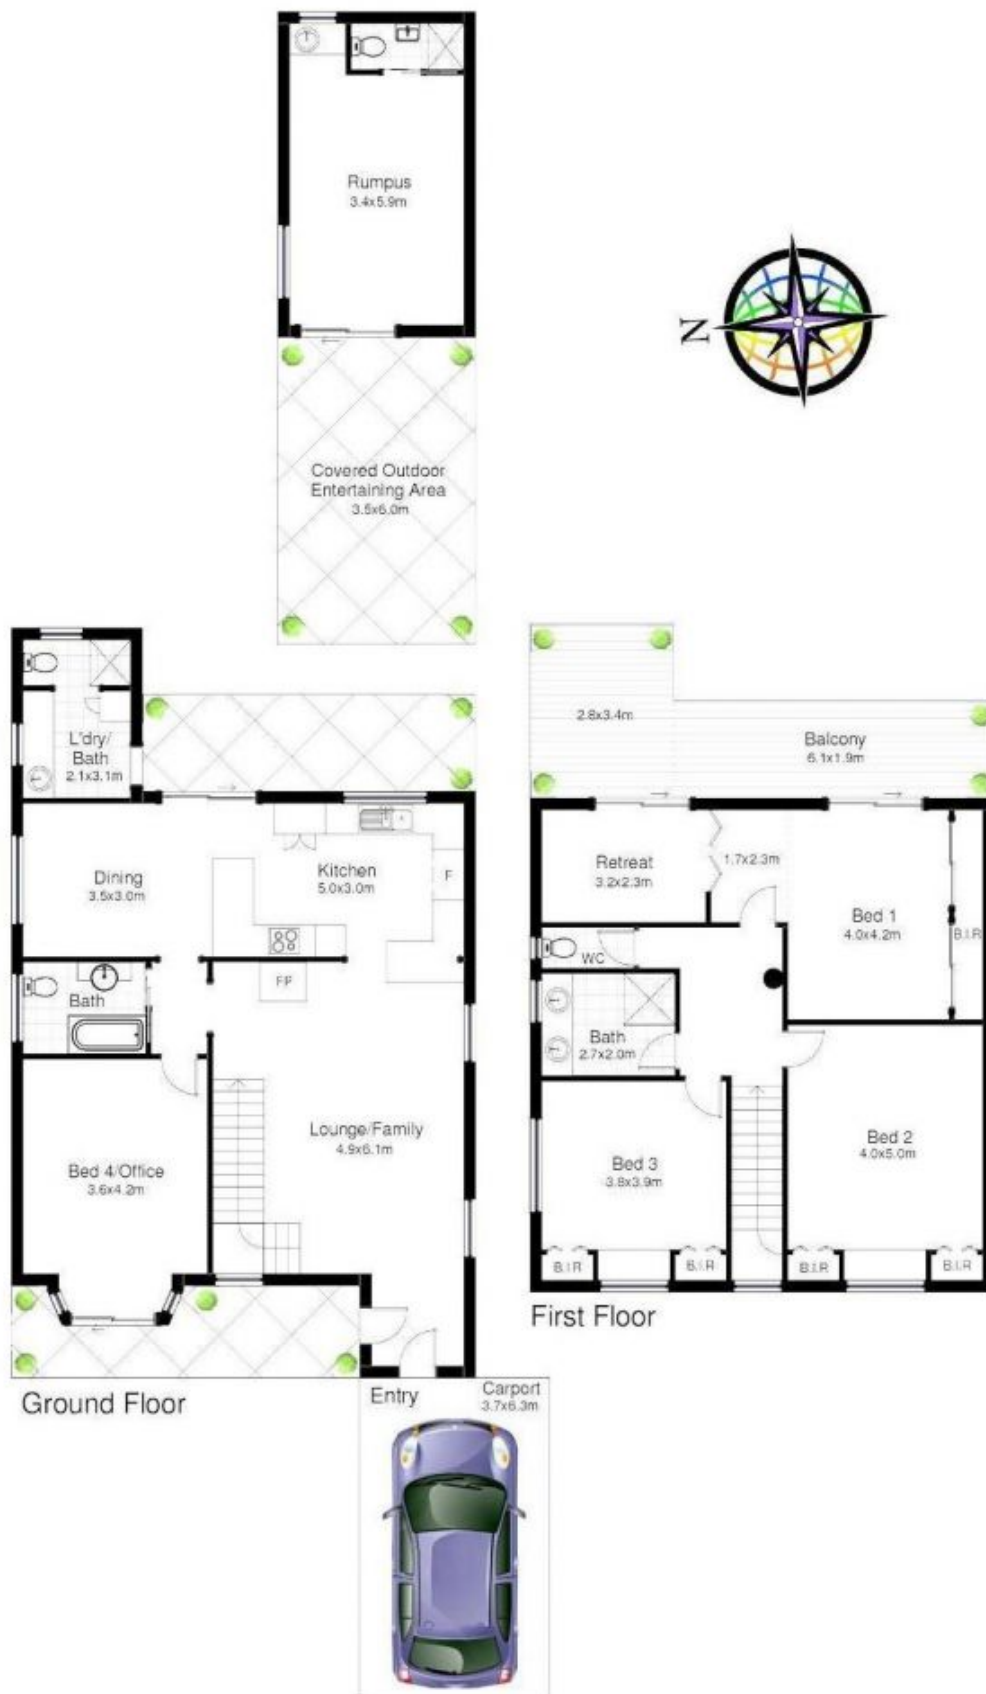 Rumpus
3.4x5.9m
N
Covered Outdoor
Entertaining Area
3.5x6.0m
L'dry/
Bath
2.1x3.1m
Dining
3.5x3.0m
Kitchen
5.0x3.0m
F
Bath
FP
Lounge/Family
4.9x6.1m
Bed 4/Office
3.6x4.2m
Ground Floor
Entry
Carport
3.7x6.3m
2.8x3.4m
Balcony
6.1x1.9m
Retreat
3.2x2.3m
1.7x2.3m
Bed 1
4.0x4.2m
B.I.R
WC
Bath
2.7x2.0m
Bed 2
4.0x5.0m
Bed 3
3.8x3.9m
B.I.R
B.I.R
B.I.R
B.I.R
First Floor